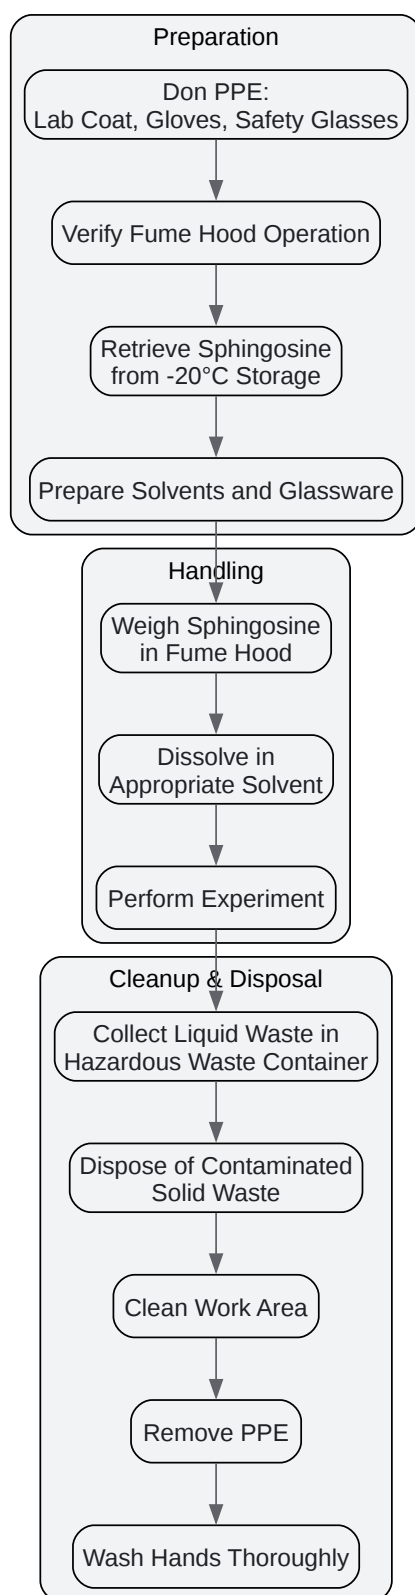 Preparation
Don PPE:
Lab Coat, Gloves, Safety Glasses
Verify Fume Hood Operation
Retrieve Sphingosine
from -20°C Storage
Prepare Solvents and Glassware
Handling
Weigh Sphingosine
in Fume Hood
Dissolve in
Appropriate Solvent
Perform Experiment
Cleanup & Disposal
Collect Liquid Waste in
Hazardous Waste Container
Dispose of Contaminated
Solid Waste
Clean Work Area
Remove PPE
Wash Hands Thoroughly